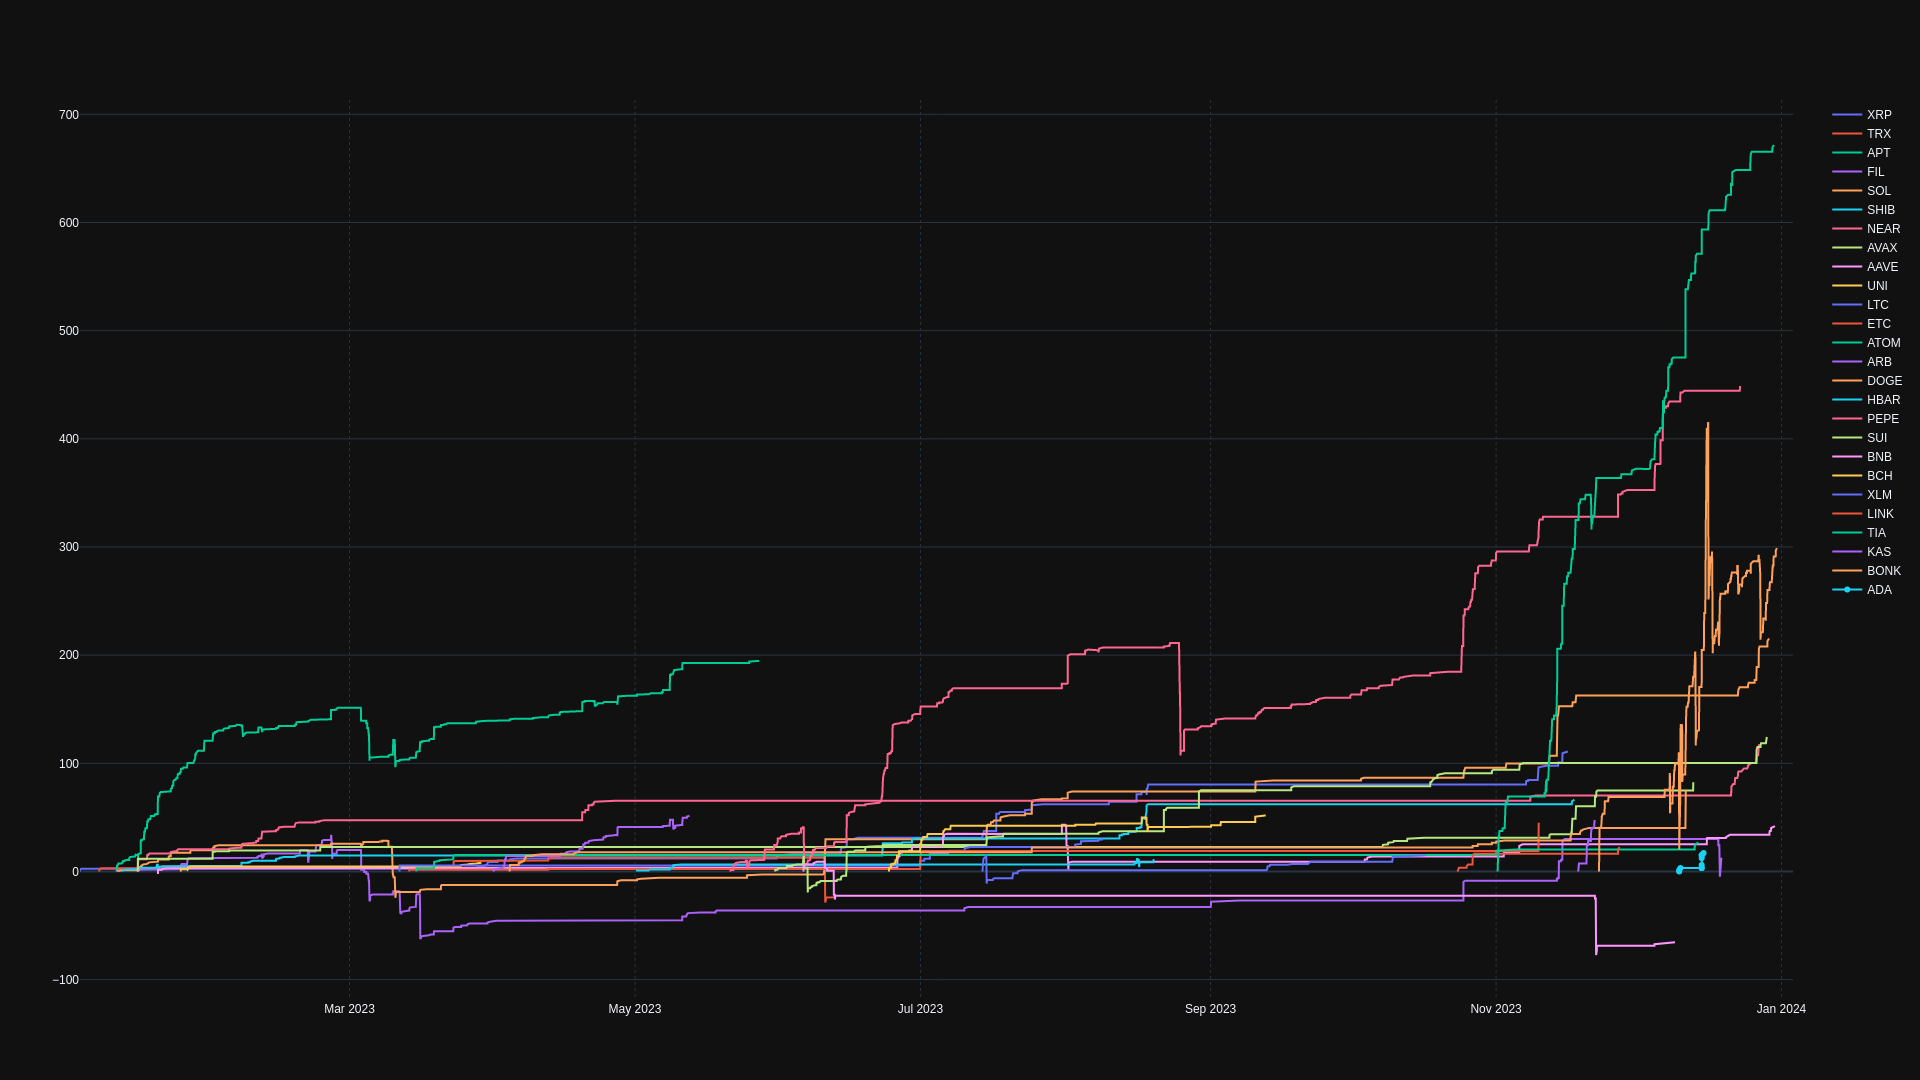 700
600
500
400
300
200
100
0
−100
Mar 2023
May 2023
Jul 2023
Sep 2023
Nov 2023
Jan 2024
XRP
TRX
APT
FIL
SOL
SHIB
NEAR
AVAX
AAVE
UNI
LTC
ETC
ATOM
ARB
DOGE
HBAR
PEPE
SUI
BNB
BCH
XLM
LINK
TIA
KAS
BONK
ADA